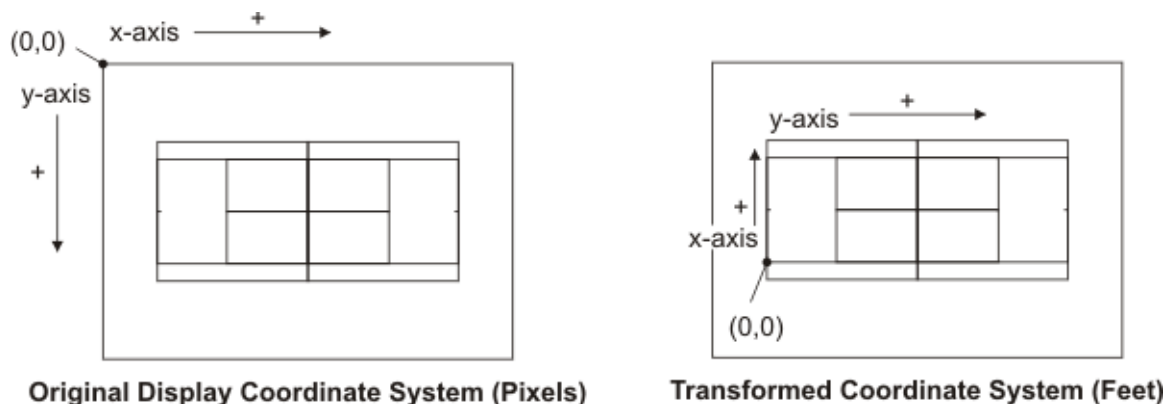 x-axis
+
(0,0)
y-axis
+
Original Display Coordinate System (Pixels)
+
y-axis
+
x-axis
(0,0)
Transformed Coordinate System (Feet)